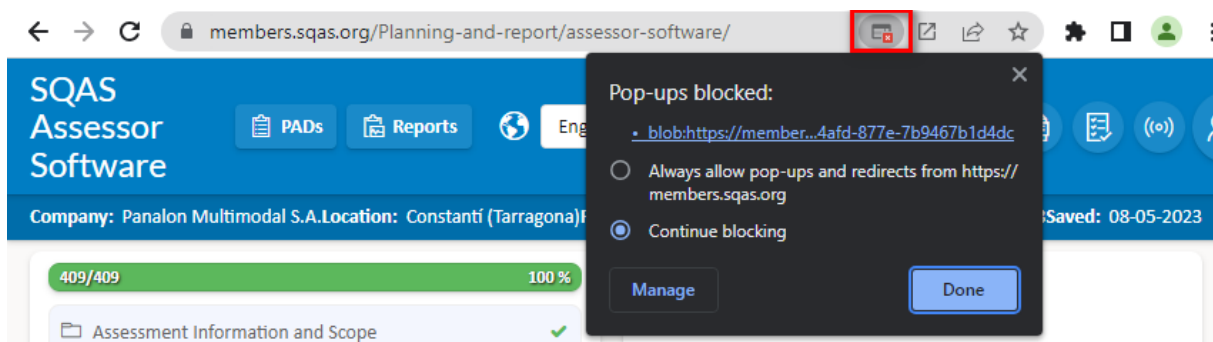 members.sqas.org/Planning-and-report/assessor-software/
SQAS
Assessor
Software
PADs
Reports
Eng
Pop-ups blocked:
• blob:https://member...4afd-877e-7b9467b1d4dc
Always allow pop-ups and redirects from https://
members.sqas.org
Continue blocking
Manage
Done
Company: Panalon Multimodal S.A.Location: Constantí (Tarragona)
Saved: 08-05-2023
409/409 100 %
Assessment Information and Scope